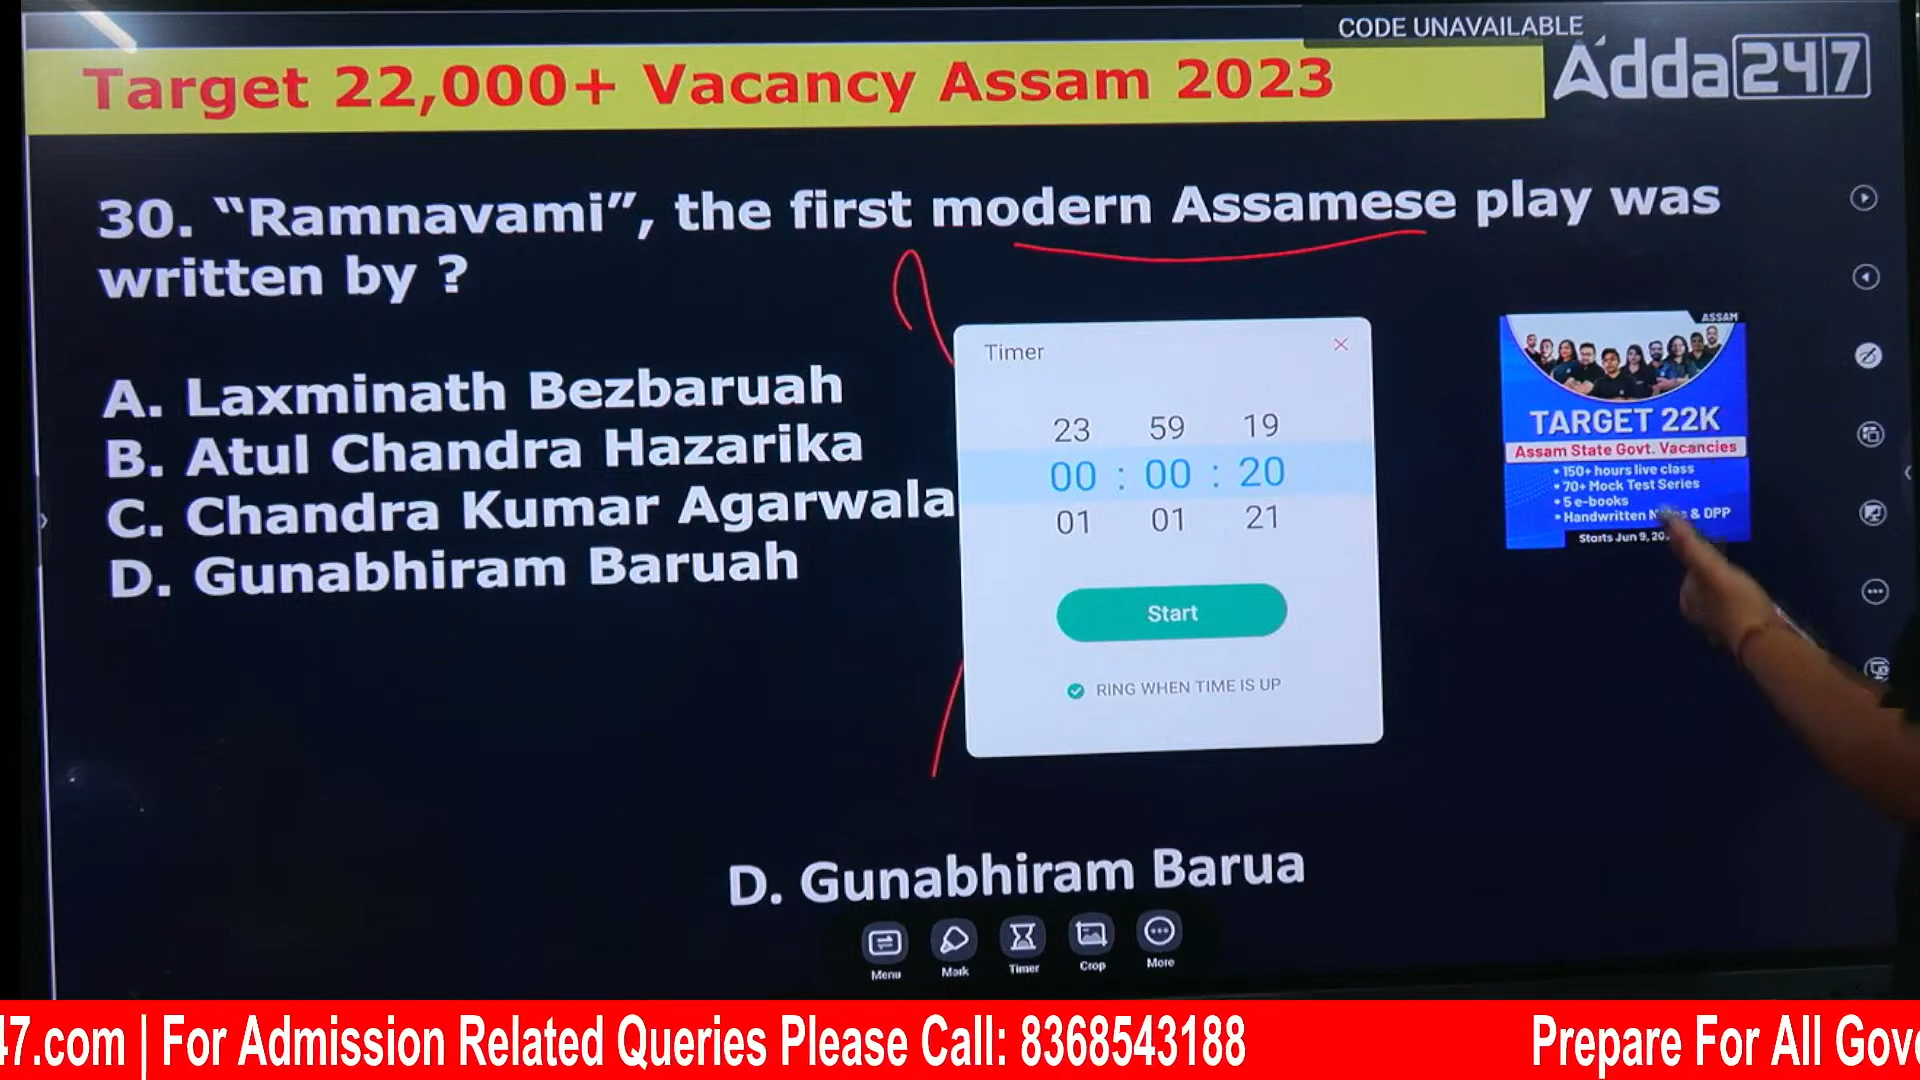 CODE UNAVAILABLE
Target 22,000+ Vacancy Assam 2023
Adda247
30. “Ramnavami”, the first modern Assamese play was
written by ?
A. Laxminath Bezbaruah
B. Atul Chandra Hazarika
C. Chandra Kumar Agarwala
D. Gunabhiram Baruah
Timer
23 59 19
00 : 00 : 20
01 01 21
Start
RING WHEN TIME IS UP
ASSAM
TARGET 22K
Assam State Govt. Vacancies
• 150+ hours live class
• 70+ Mock Test Series
• 5 e-books
• Handwritten & DPP
Starts Jun 9,
D. Gunabhiram Barua
Menu Mark Timer Crop More
47.com | For Admission Related Queries Please Call: 8368543188 Prepare For All Gov